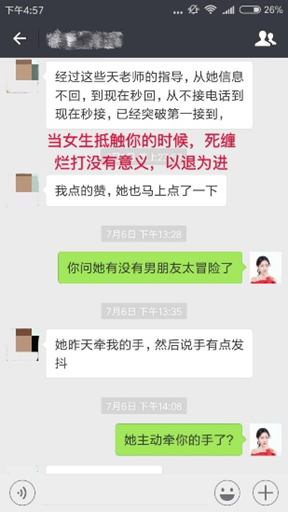 下午4:57
26%
经过这些天老师的指导，从她信息
不回，到现在秒回，从不接电话到
现在秒接，已经突破第一接到，
当女生抵触你的时候，死缠
烂打没有意义，以退为进
我点的赞，她也马上点了一下
7月6日 下午13:28
你问她有没有男朋友太冒险了
7月6日 下午13:35
她昨天牵我的手，然后说手有点发
抖
7月6日 下午14:06
她主动牵你的手了？